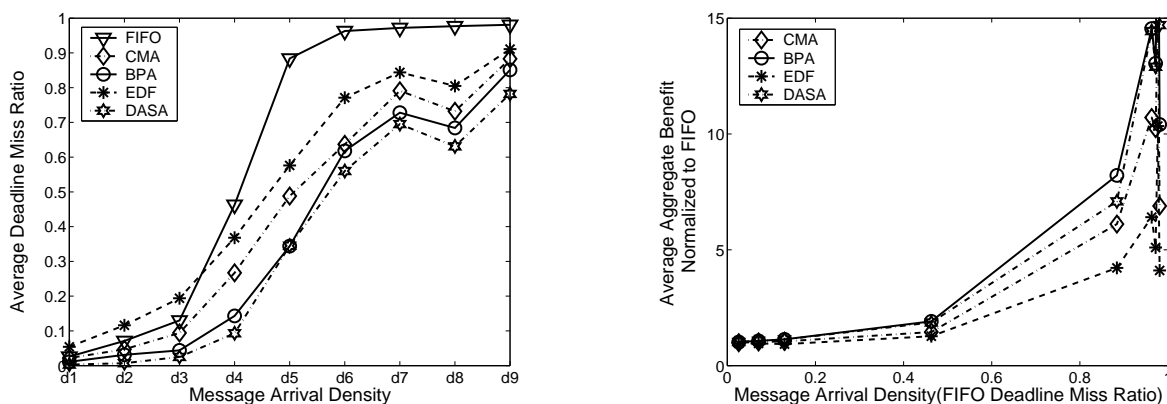 1
0.9
0.8
0.7
0.6
0.5
0.4
0.3
0.2
0.1
0
FIFO
CMA
BPA
EDF
DASA
Average Deadline Miss Ratio
d1 d2 d3 d4 d5 d6 d7 d8 d9
Message Arrival Density
15
10
5
0
CMA
BPA
EDF
DASA
Average Aggregate Benefit
Normalized to FIFO
0 0.2 0.4 0.6 0.8 1
Message Arrival Density(FIFO Deadline Miss Ratio)